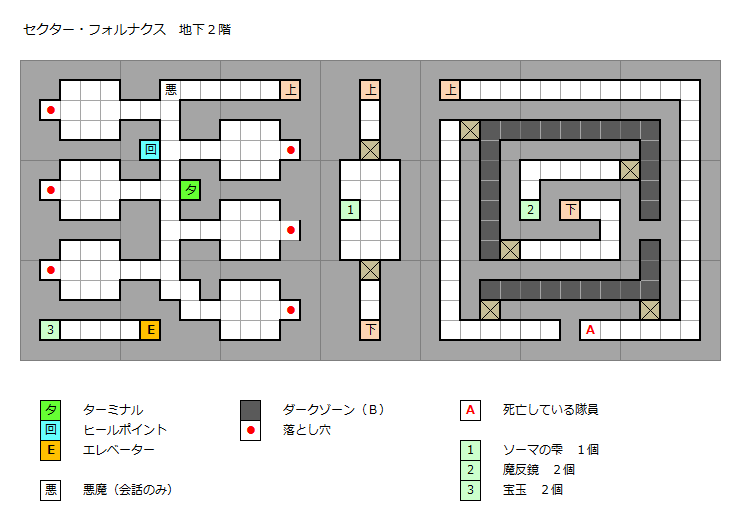 セクター・フォルナクス　地下２階
悪 上 上 上
回
タ
1 2 下
3 E 下 A
タ ターミナル ダークゾーン（Ｂ） A 死亡している隊員
回 ヒールポイント 落とし穴
E エレベーター 1 ソーマの雫　１個
2 魔反鏡　２個
悪 悪魔（会話のみ） 3 宝玉　２個